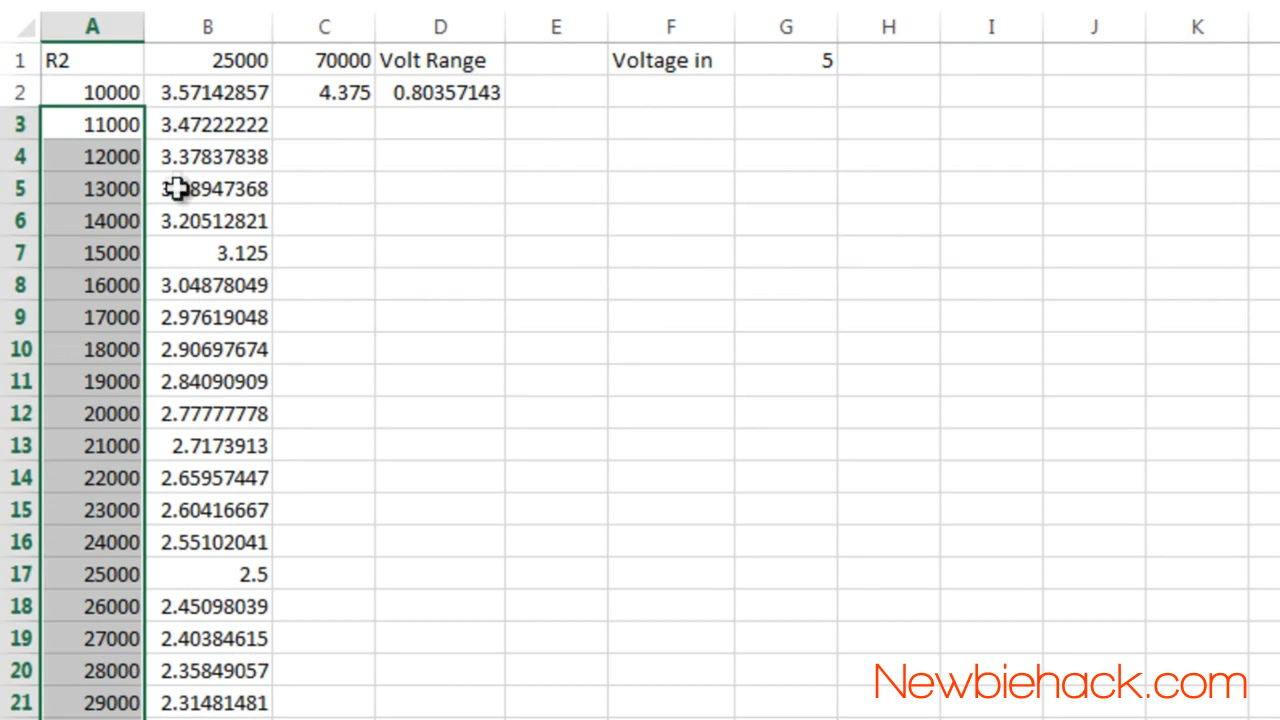 A B C D E F G H I J K
1 R2 25000 70000 Volt Range Voltage in 5
2 10000 3.57142857 4.375 0.80357143
3 11000 3.47222222
4 12000 3.37837838
5 13000
6 14000 3.20512821
7 15000 3.125
8 16000 3.04878049
9 17000 2.97619048
10 18000 2.90697674
11 19000 2.84090909
12 20000 2.77777778
13 21000 2.7173913
14 22000 2.65957447
15 23000 2.60416667
16 24000 2.55102041
17 25000 2.5
18 26000 2.45098039
19 27000 2.40384615
20 28000 2.35849057
21 29000 2.31481481
Newbiehack.com